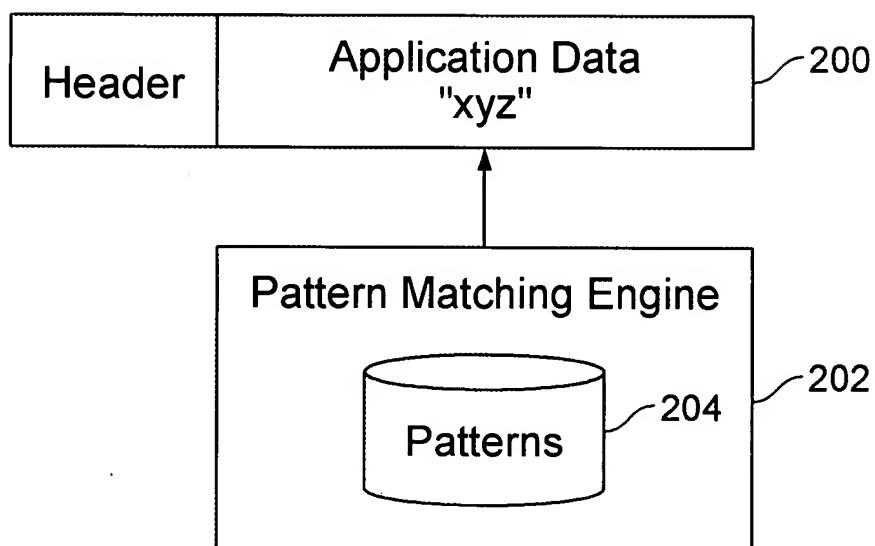 Header
Application Data
"xyz"
200
Pattern Matching Engine
202
204
Patterns